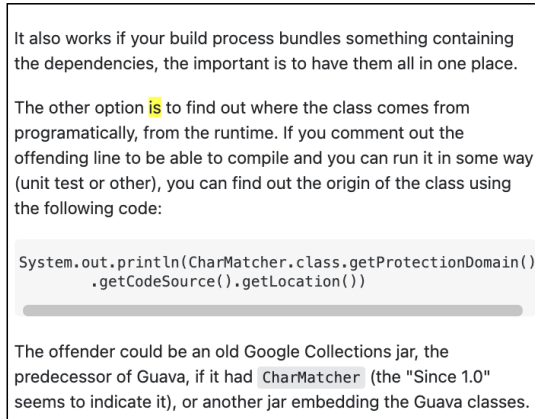 It also works if your build process bundles something containing
the dependencies, the important is to have them all in one place.
The other option is to find out where the class comes from
programatically, from the runtime. If you comment out the
offending line to be able to compile and you can run it in some way
(unit test or other), you can find out the origin of the class using
the following code:
System.out.println(CharMatcher.class.getProtectionDomain()
        .getCodeSource().getLocation())
The offender could be an old Google Collections jar, the
predecessor of Guava, if it had CharMatcher (the "Since 1.0"
seems to indicate it), or another jar embedding the Guava classes.